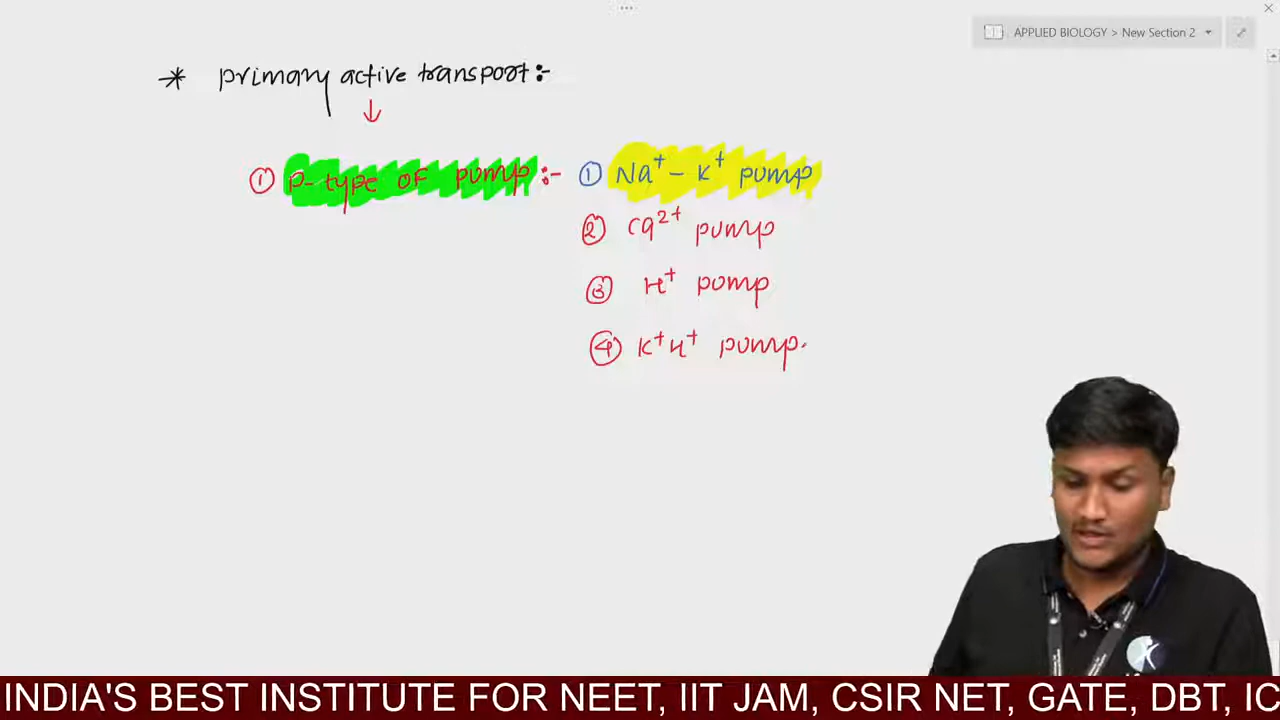 APPLIED BIOLOGY > New Section 2
* primary active transport:-
↓
① P-type of pump:- ① Na⁺ - K⁺ pump
② Ca²⁺ pump
③ H⁺ pump
④ K⁺H⁺ pump.
INDIA'S BEST INSTITUTE FOR NEET, IIT JAM, CSIR NET, GATE, DBT, IC